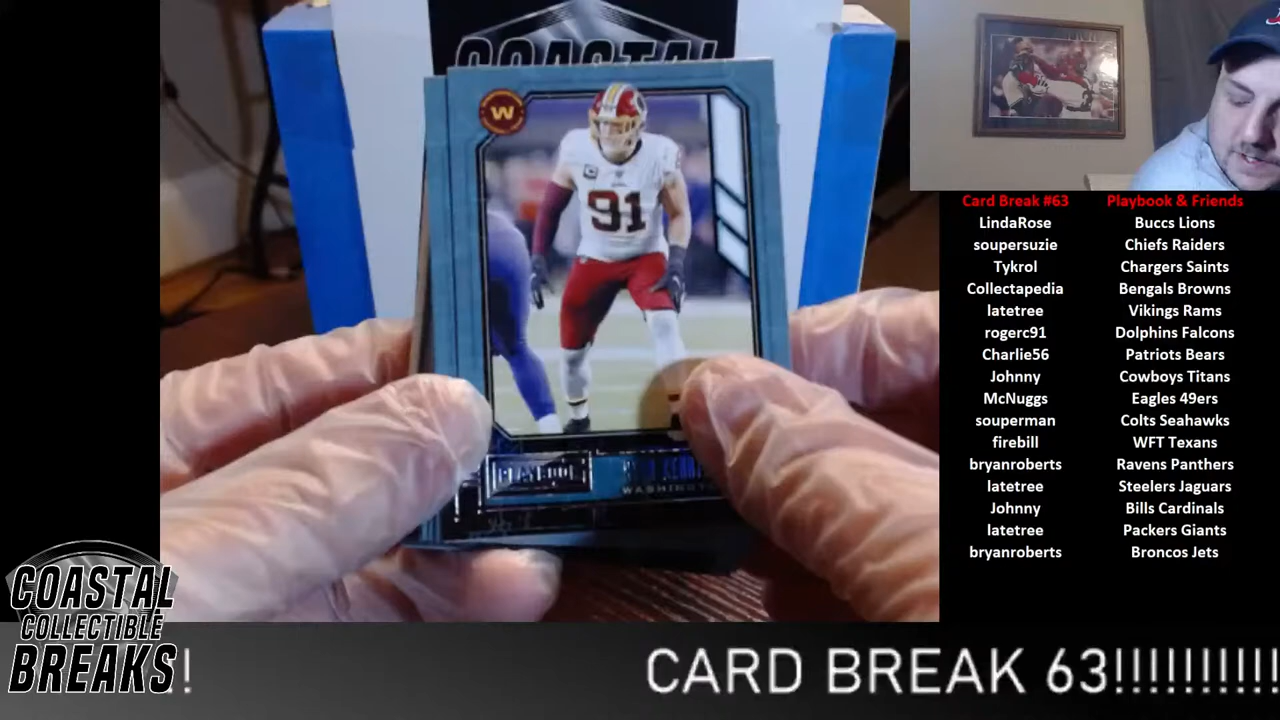 COASTAL
W
91
PLAYBOOK
WASHINGTON
Card Break #63 Playbook & Friends
LindaRose Buccs Lions
soupersuzie Chiefs Raiders
Tykrol Chargers Saints
Collectapedia Bengals Browns
latetree Vikings Rams
rogerc91 Dolphins Falcons
Charlie56 Patriots Bears
Johnny Cowboys Titans
McNuggs Eagles 49ers
souperman Colts Seahawks
firebill WFT Texans
bryanroberts Ravens Panthers
latetree Steelers Jaguars
Johnny Bills Cardinals
latetree Packers Giants
bryanroberts Broncos Jets
COASTAL
COLLECTIBLE
BREAKS
! CARD BREAK 63!!!!!!!!!!